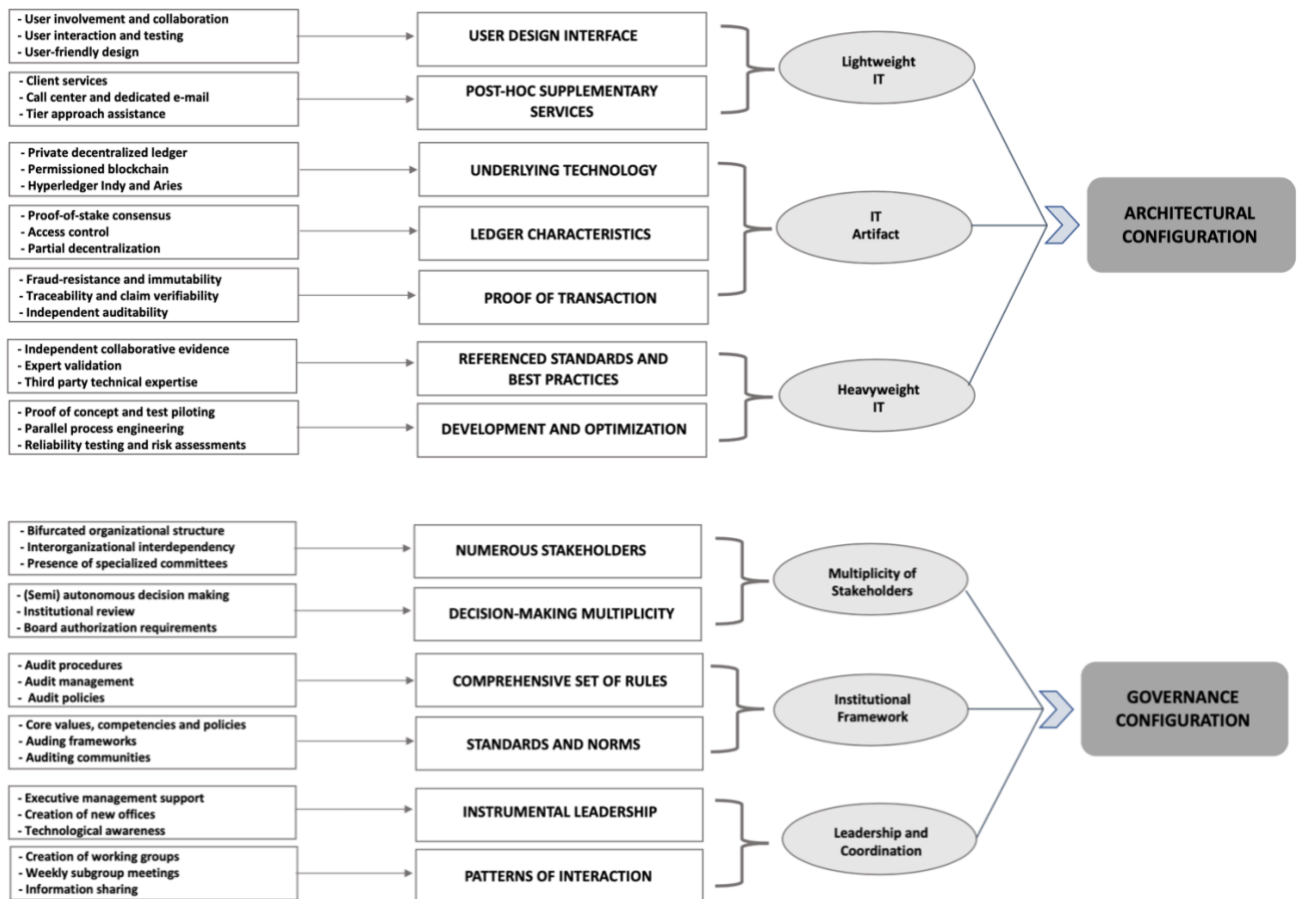 - User involvement and collaboration
- User interaction and testing
- User-friendly design
USER DESIGN INTERFACE
- Client services
- Call center and dedicated e-mail
- Tier approach assistance
POST-HOC SUPPLEMENTARY
SERVICES
Lightweight
IT
- Private decentralized ledger
- Permissioned blockchain
- Hyperledger Indy and Aries
UNDERLYING TECHNOLOGY
- Proof-of-stake consensus
- Access control
- Partial decentralization
LEDGER CHARACTERISTICS
- Fraud-resistance and immutability
- Traceability and claim verifiability
- Independent auditability
PROOF OF TRANSACTION
IT
Artifact
- Independent collaborative evidence
- Expert validation
- Third party technical expertise
REFERENCED STANDARDS AND
BEST PRACTICES
- Proof of concept and test piloting
- Parallel process engineering
- Reliability testing and risk assessments
DEVELOPMENT AND OPTIMIZATION
Heavyweight
IT
ARCHITECTURAL
CONFIGURATION
- Bifurcated organizational structure
- Interorganizational interdependency
- Presence of specialized committees
NUMEROUS STAKEHOLDERS
- (Semi) autonomous decision making
- Institutional review
- Board authorization requirements
DECISION-MAKING MULTIPLICITY
Multiplicity of
Stakeholders
- Audit procedures
- Audit management
- Audit policies
COMPREHENSIVE SET OF RULES
- Core values, competencies and policies
- Auding frameworks
- Auditing communities
STANDARDS AND NORMS
Institutional
Framework
- Executive management support
- Creation of new offices
- Technological awareness
INSTRUMENTAL LEADERSHIP
- Creation of working groups
- Weekly subgroup meetings
- Information sharing
PATTERNS OF INTERACTION
Leadership and
Coordination
GOVERNANCE
CONFIGURATION